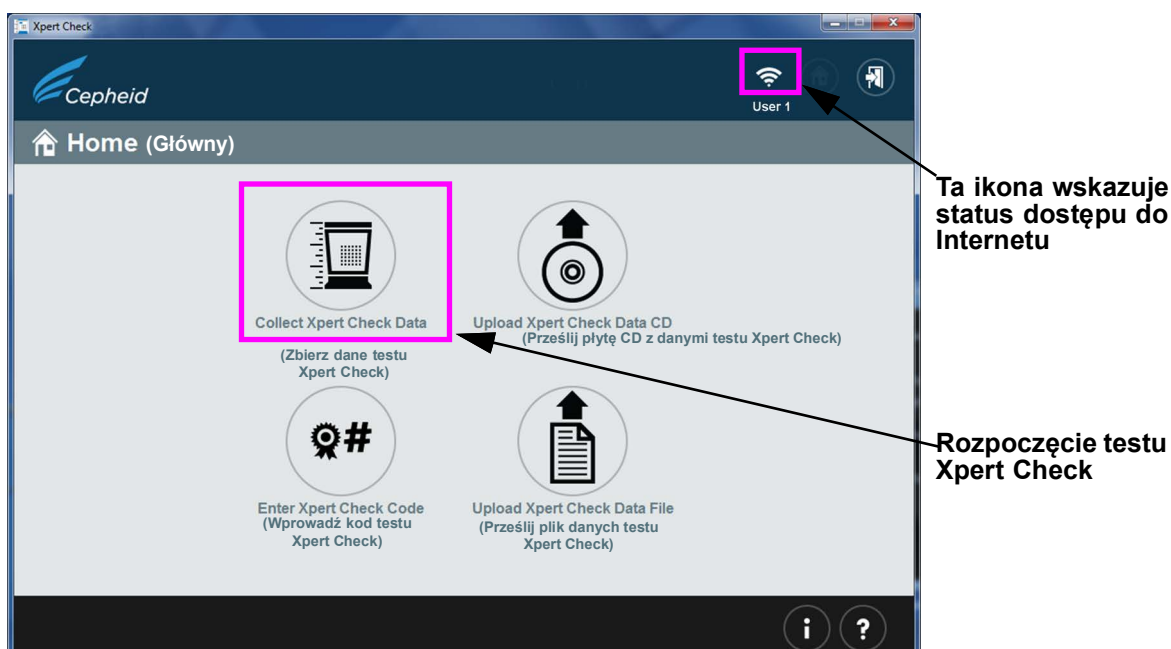 Xpert Check
Cepheid
User 1
Home (Główny)
Ta ikona wskazuje
status dostępu do
Internetu
Collect Xpert Check Data
(Zbierz dane testu
Xpert Check)
Upload Xpert Check Data CD
(Prześlij płytę CD z danymi testu Xpert Check)
Rozpoczęcie testu
Xpert Check
#
Enter Xpert Check Code
(Wprowadź kod testu
Xpert Check)
Upload Xpert Check Data File
(Prześlij plik danych testu
Xpert Check)
i
?